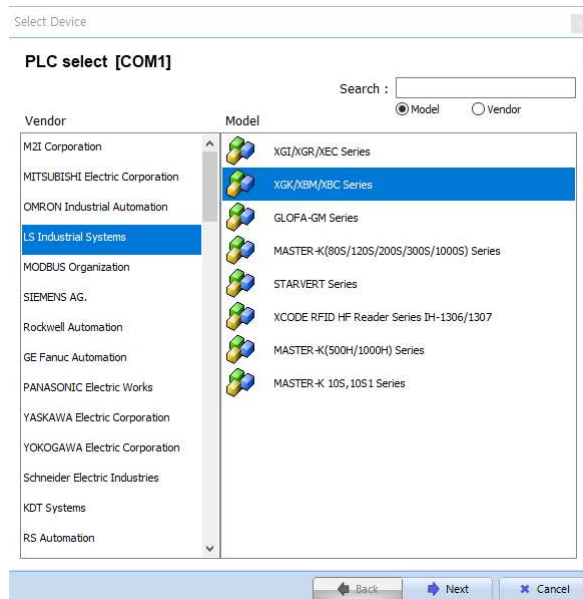 Select Device
PLC select [COM1]
Search :
Model
Vendor
Vendor
Model
M2I Corporation
MITSUBISHI Electric Corporation
OMRON Industrial Automation
LS Industrial Systems
MODBUS Organization
SIEMENS AG.
Rockwell Automation
GE Fanuc Automation
PANASONIC Electric Works
YASKAWA Electric Corporation
YOKOGAWA Electric Corporation
Schneider Electric Industries
KDT Systems
RS Automation
XGI/XGR/XEC Series
XGK/XBM/XBC Series
GLOFA-GM Series
MASTER-K(80S/120S/200S/300S/1000S) Series
STARVERT Series
XCODE RFID HF Reader Series IH-1306/1307
MASTER-K(500H/1000H) Series
MASTER-K 10S,10S1 Series
Back
Next
Cancel